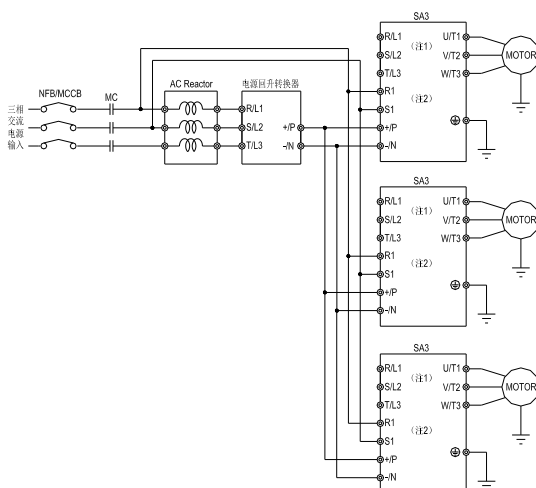 SA3
R/L1
U/T1
(注1)
S/L2
V/T2
MOTOR
T/L3
W/T3
NFB/MCCB
MC
AC Reactor
电源回升转换器
R1
(注2)
S1
三相
交流
电源
输入
R/L1
S/L2
T/L3
+/P
-/N
+/P
-/N
SA3
R/L1
U/T1
(注1)
S/L2
V/T2
MOTOR
T/L3
W/T3
R1
(注2)
S1
+/P
-/N
SA3
R/L1
U/T1
(注1)
S/L2
V/T2
MOTOR
T/L3
W/T3
R1
(注2)
S1
+/P
-/N